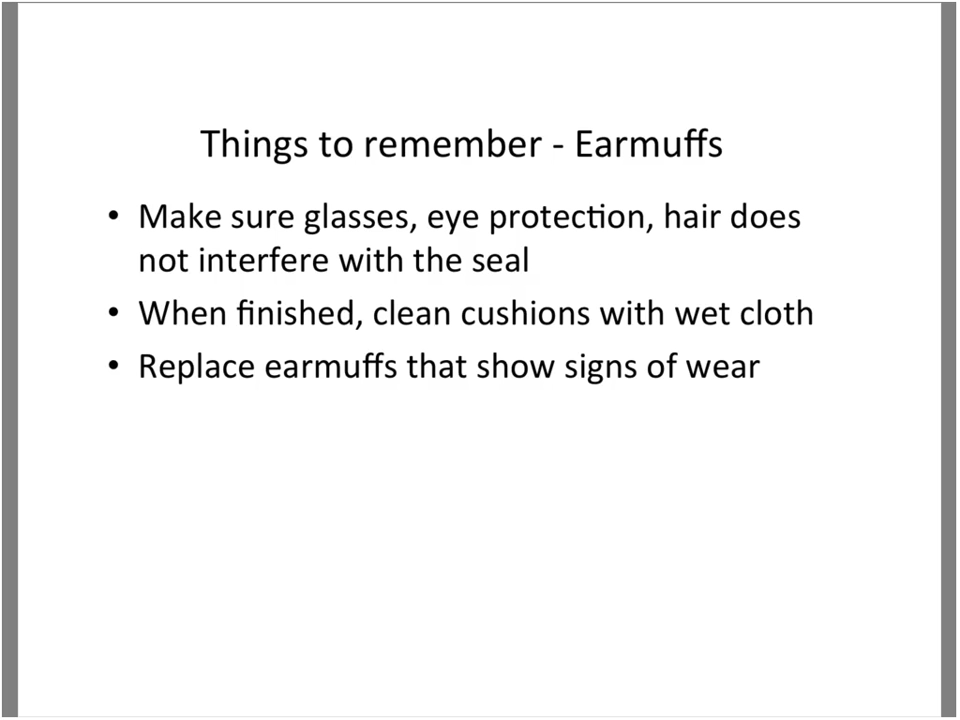 Things to remember - Earmuffs
• Make sure glasses, eye protection, hair does
not interfere with the seal
• When finished, clean cushions with wet cloth
• Replace earmuffs that show signs of wear